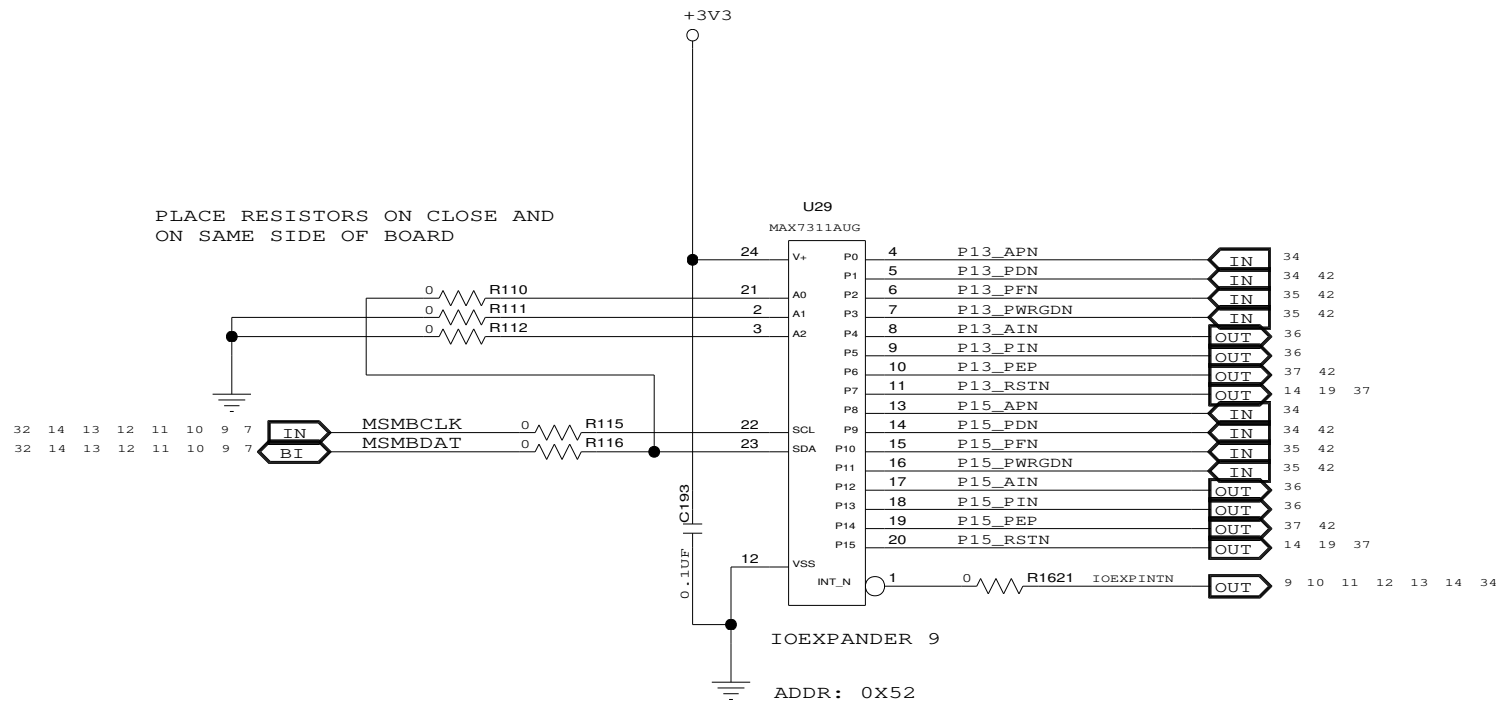 +3V3
PLACE RESISTORS ON CLOSE AND
ON SAME SIDE OF BOARD
U29
MAX7311AUG
24 V+ P0 4 P13_APN IN 34
P1 5 P13_PDN IN 34 42
0 R110 21 A0 P2 6 P13_PFN IN 35 42
0 R111 2 A1 P3 7 P13_PWRGDN IN 35 42
0 R112 3 A2 P4 8 P13_AIN OUT 36
P5 9 P13_PIN OUT 36
P6 10 P13_PEP OUT 37 42
P7 11 P13_RSTN OUT 14 19 37
P8 13 P15_APN IN 34
32 14 13 12 11 10 9 7 IN MSMBCLK 0 R115 22 SCL P9 14 P15_PDN IN 34 42
32 14 13 12 11 10 9 7 BI MSMBDAT 0 R116 23 SDA P10 15 P15_PFN IN 35 42
P11 16 P15_PWRGDN IN 35 42
P12 17 P15_AIN OUT 36
P13 18 P15_PIN OUT 36
P14 19 P15_PEP OUT 37 42
P15 20 P15_RSTN OUT 14 19 37
C193
0.1UF
12 VSS
INT_N 1 0 R1621 IOEXPINTN OUT 9 10 11 12 13 14 34
IOEXPANDER 9
ADDR: 0X52